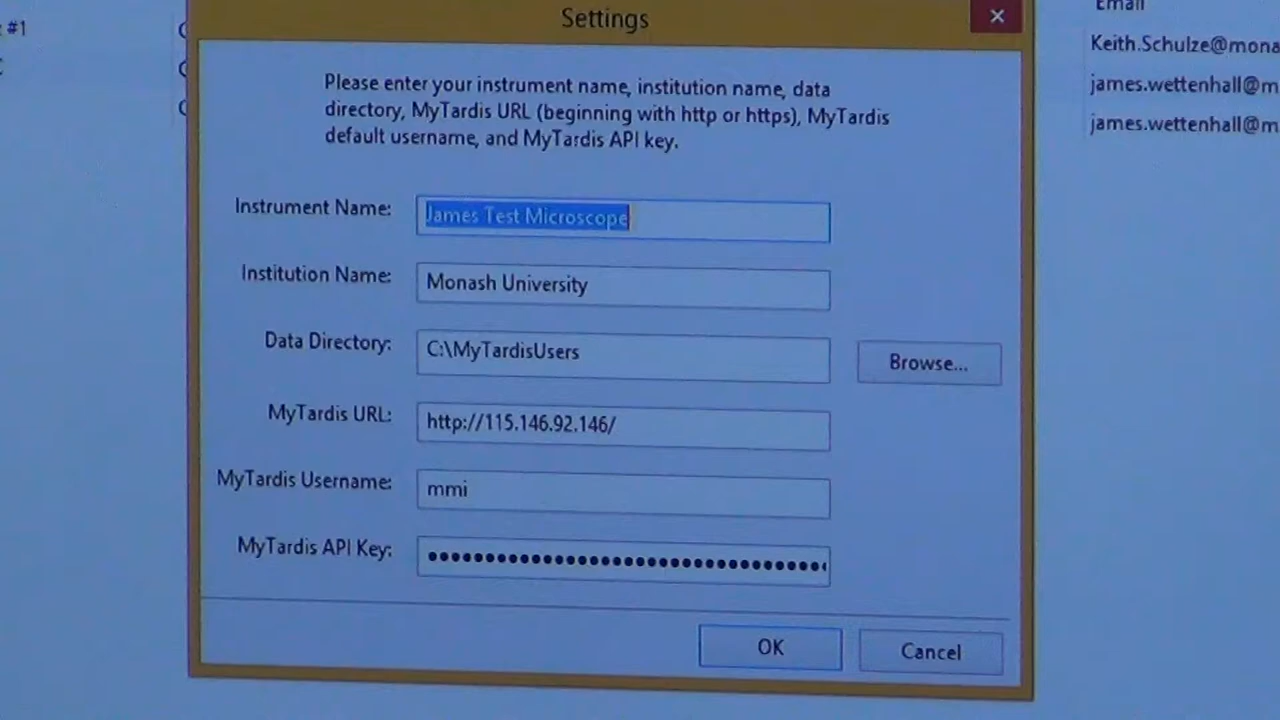 Settings
Email
#1
Keith.Schulze@mona
james.wettenhall@m
james.wettenhall@m
Please enter your instrument name, institution name, data
directory, MyTardis URL (beginning with http or https), MyTardis
default username, and MyTardis API key.
Instrument Name: James Test Microscope
Institution Name: Monash University
Data Directory: C:\MyTardisUsers Browse...
MyTardis URL: http://115.146.92.146/
MyTardis Username: mmi
MyTardis API Key:
OK Cancel